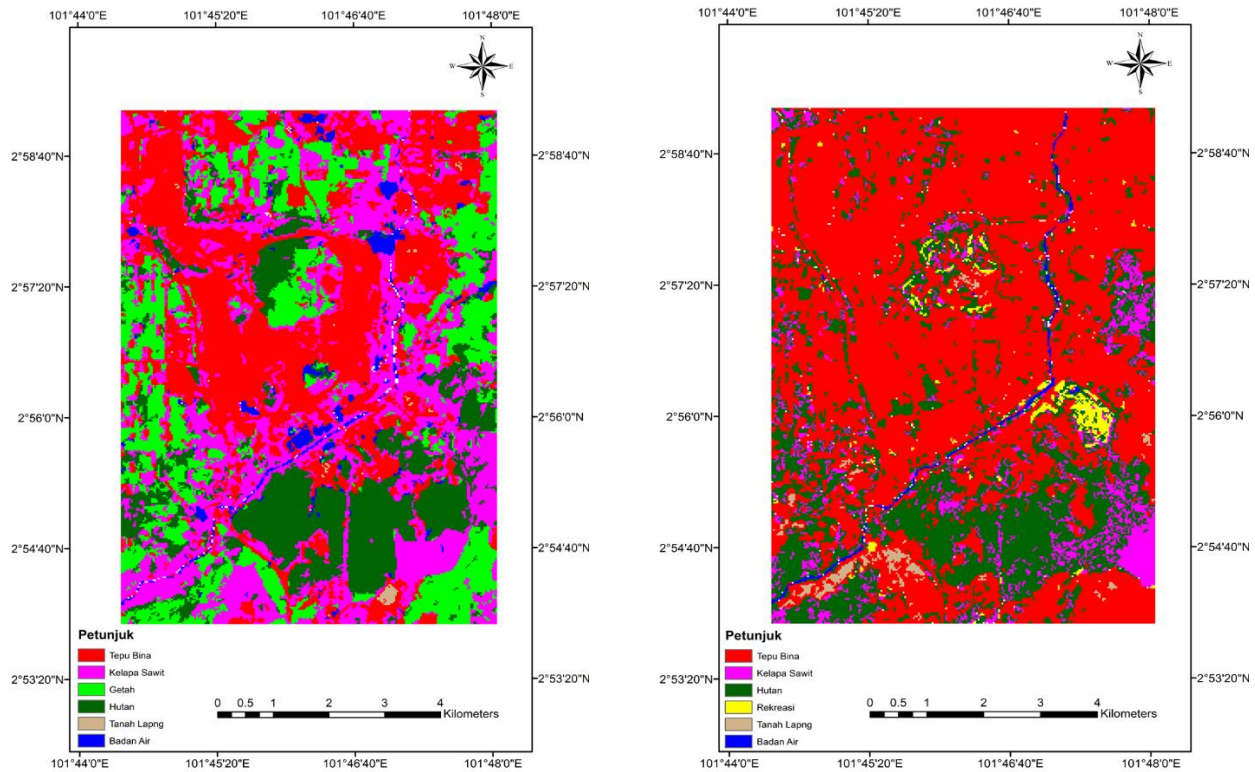 101°44'0"E 101°45'20"E 101°46'40"E 101°48'0"E
N
W E
S
2°58'40"N 2°58'40"N
2°57'20"N 2°57'20"N
2°56'0"N 2°56'0"N
2°54'40"N 2°54'40"N
2°53'20"N 2°53'20"N
Petunjuk
Tepu Bina
Kelapa Sawit
Getah
Hutan
Tanah Lapng
Badan Air
0 0.5 1 2 3 4
Kilometers
101°44'0"E 101°45'20"E 101°46'40"E 101°48'0"E
101°44'0"E 101°45'20"E 101°46'40"E 101°48'0"E
N
W E
S
2°58'40"N 2°58'40"N
2°57'20"N 2°57'20"N
2°56'0"N 2°56'0"N
2°54'40"N 2°54'40"N
2°53'20"N 2°53'20"N
Petunjuk
Tepu Bina
Kelapa Sawit
Hutan
Rekreasi
Tanah Lapng
Badan Air
0 0.5 1 2 3 4
Kilometers
101°44'0"E 101°45'20"E 101°46'40"E 101°48'0"E